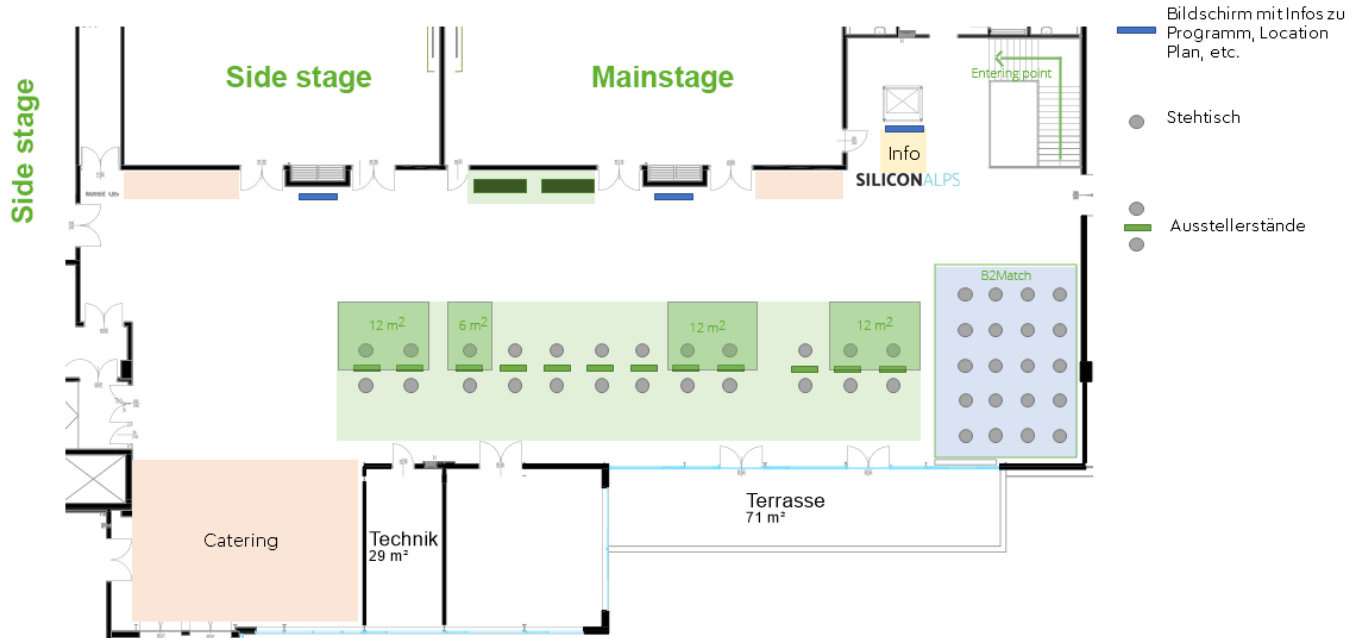 Side stage
Side stage
Mainstage
Entering point
Info
SILICONALPS
Bildschirm mit Infos zu
Programm, Location
Plan, etc.
Stehtisch
Ausstellerstände
B2Match
12 m²
6 m²
12 m²
12 m²
Catering
Technik
29 m²
Terrasse
71 m²